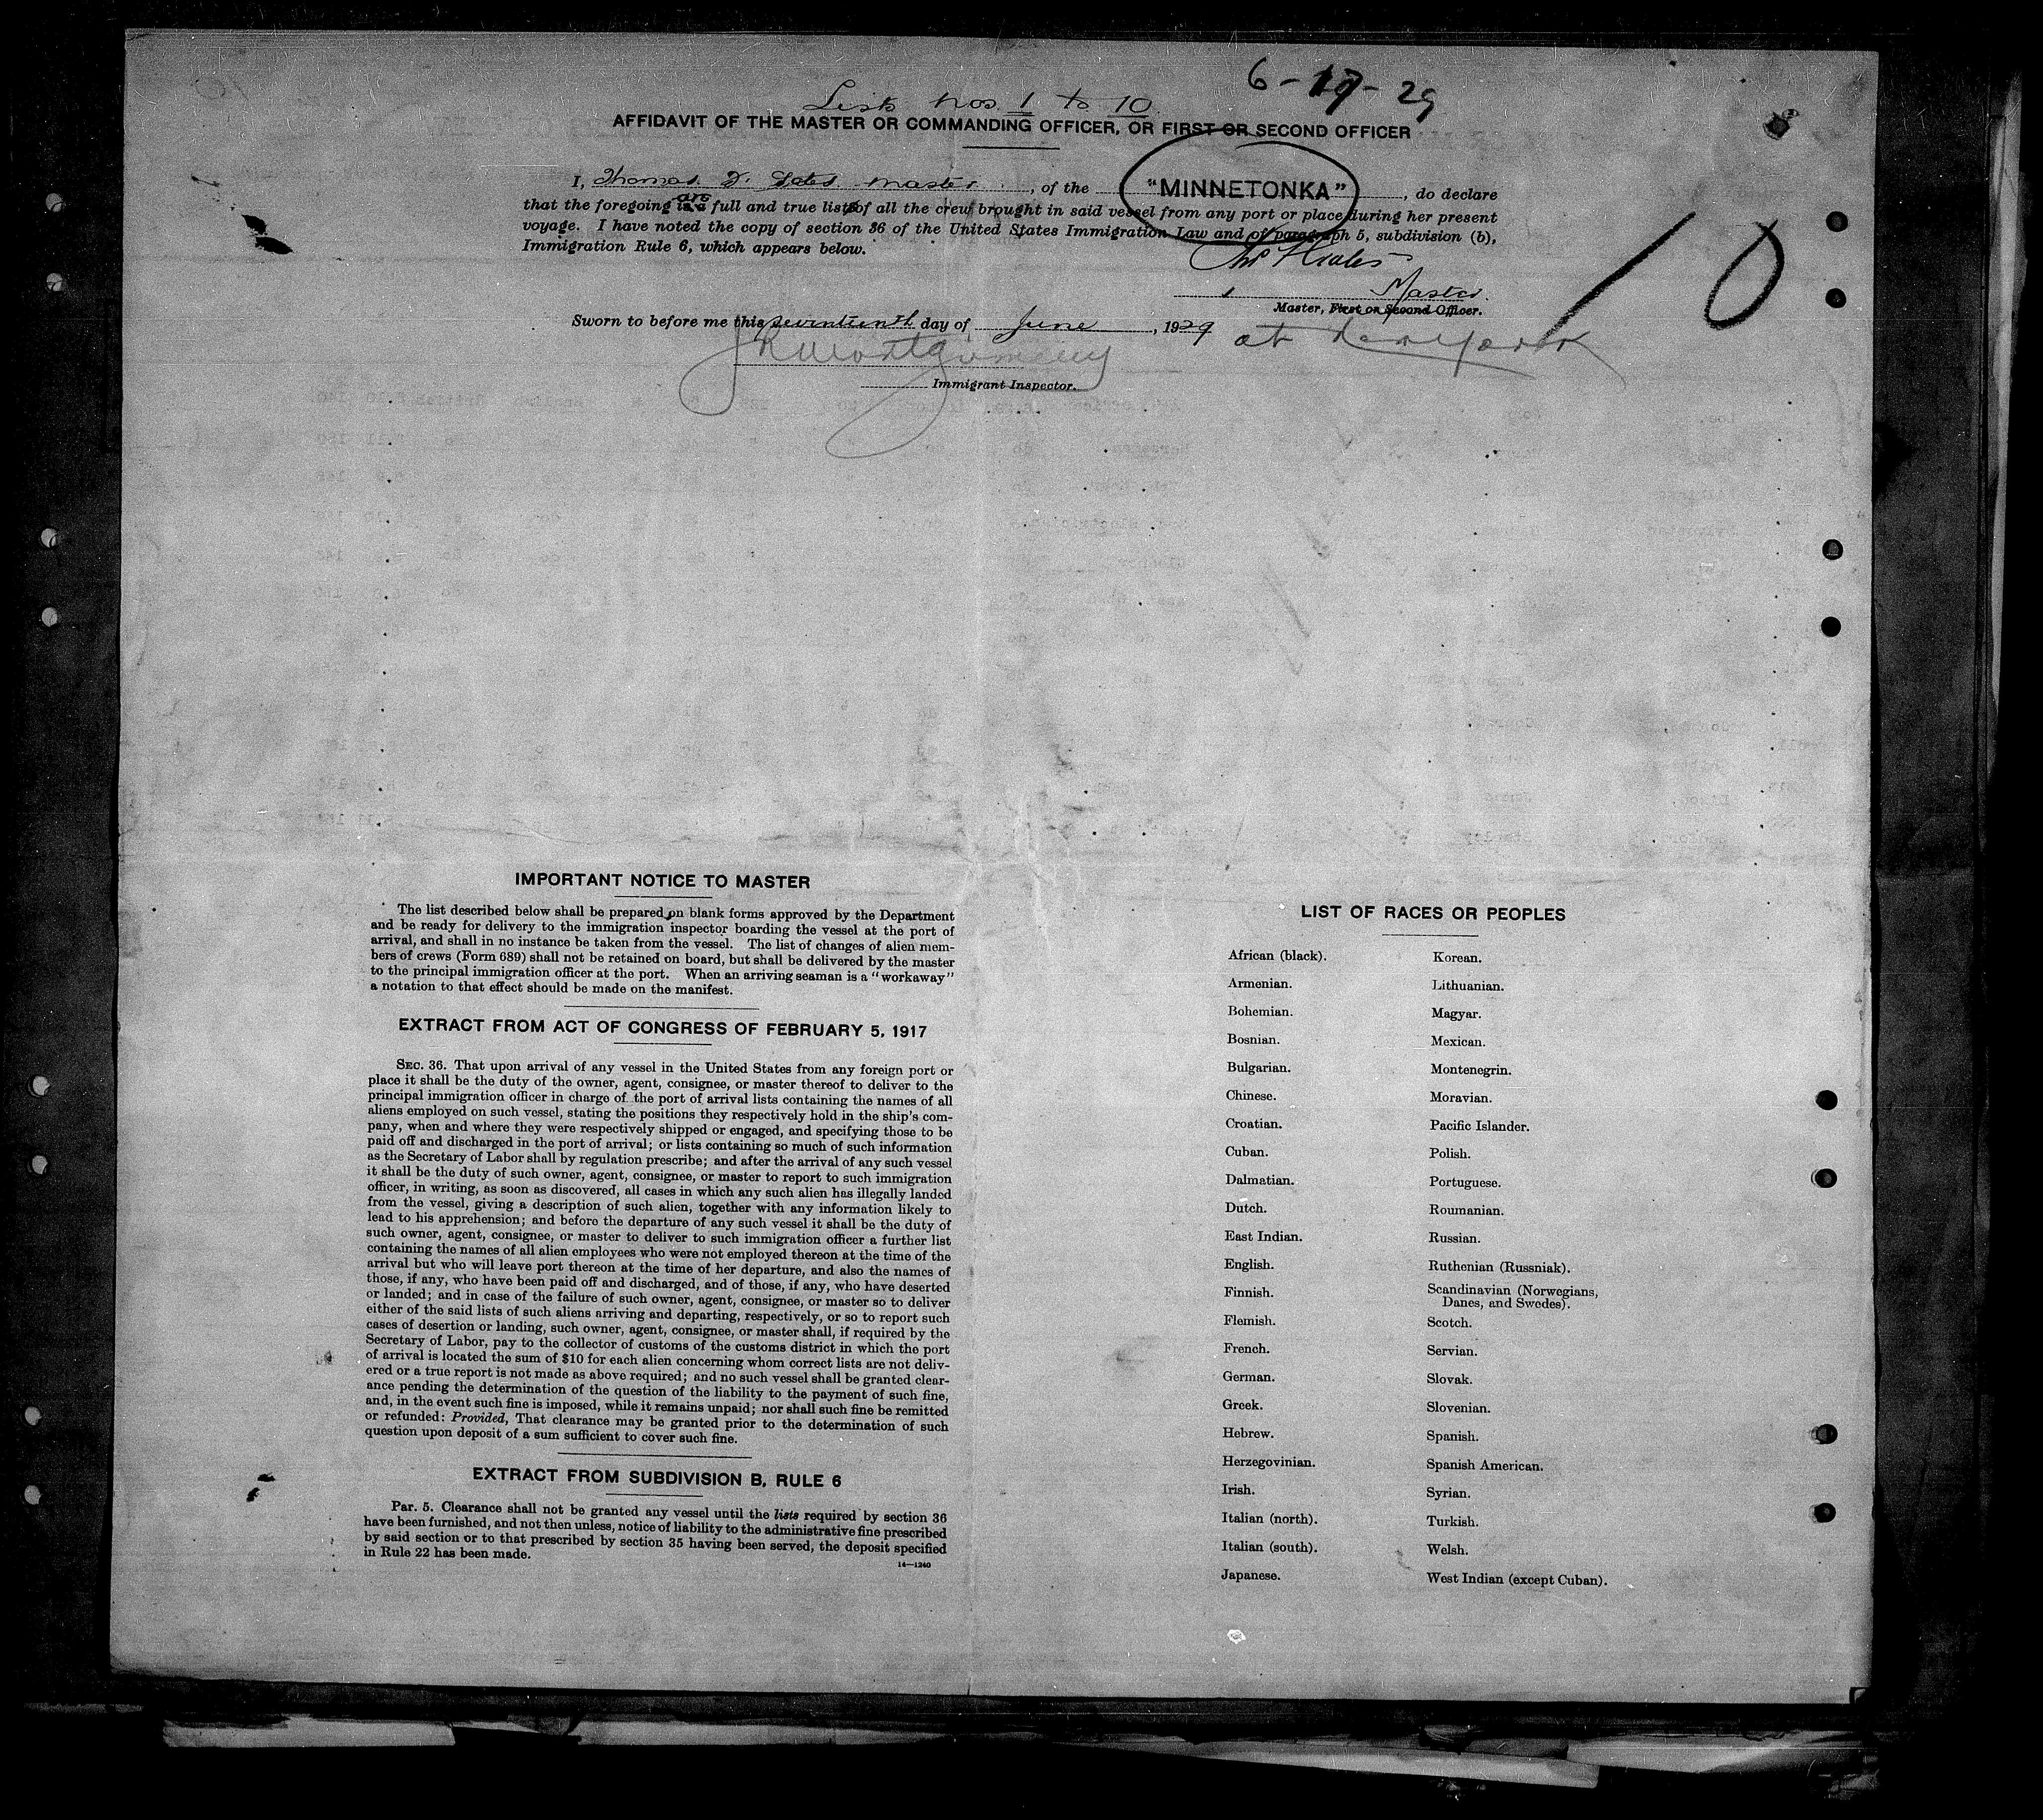 6-17-29
Lists nos. 1 to 10
AFFIDAVIT OF THE MASTER OR COMMANDING OFFICER, OR FIRST OR SECOND OFFICER
I, Thomas F. Gates, master, of the "MINNETONKA", do declare
that the foregoing is a are full and true lists of all the crew brought in said vessel from any port or place during her present
voyage. I have noted the copy of section 36 of the United States Immigration Law and of paragraph 5, subdivision (b),
Immigration Rule 6, which appears below.
10
Master.
Master, First or Second Officer.
Sworn to before me this seventeenth day of June, 1929 at New York
Montgomery
Immigrant Inspector.
IMPORTANT NOTICE TO MASTER
The list described below shall be prepared on blank forms approved by the Department
and be ready for delivery to the immigration inspector boarding the vessel at the port of
arrival, and shall in no instance be taken from the vessel. The list of changes of alien mem-
bers of crews (Form 689) shall not be retained on board, but shall be delivered by the master
to the principal immigration officer at the port. When an arriving seaman is a "workaway"
a notation to that effect should be made on the manifest.
EXTRACT FROM ACT OF CONGRESS OF FEBRUARY 5, 1917
SEC. 36. That upon arrival of any vessel in the United States from any foreign port or
place it shall be the duty of the owner, agent, consignee, or master thereof to deliver to the
principal immigration officer in charge of the port of arrival lists containing the names of all
aliens employed on such vessel, stating the positions they respectively hold in the ship's com-
pany, when and where they were respectively shipped or engaged, and specifying those to be
paid off and discharged in the port of arrival; or lists containing so much of such information
as the Secretary of Labor shall by regulation prescribe; and after the arrival of any such vessel
it shall be the duty of such owner, agent, consignee, or master to report to such immigration
officer, in writing, as soon as discovered, all cases in which any such alien has illegally landed
from the vessel, giving a description of such alien, together with any information likely to
lead to his apprehension; and before the departure of any such vessel it shall be the duty of
such owner, agent, consignee, or master to deliver to such immigration officer a further list
containing the names of all alien employees who were not employed thereon at the time of the
arrival but who will leave port thereon at the time of her departure, and also the names of
those, if any, who have been paid off and discharged, and of those, if any, who have deserted
or landed; and in case of the failure of such owner, agent, consignee, or master so to deliver
either of the said lists of such aliens arriving and departing, respectively, or so to report such
cases of desertion or landing, such owner, agent, consignee, or master shall, if required by the
Secretary of Labor, pay to the collector of customs of the customs district in which the port
of arrival is located the sum of $10 for each alien concerning whom correct lists are not deliv-
ered or a true report is not made as above required; and no such vessel shall be granted clear-
ance pending the determination of the question of the liability to the payment of such fine,
and, in the event such fine is imposed, while it remains unpaid; nor shall such fine be remitted
or refunded: Provided, That clearance may be granted prior to the determination of such
question upon deposit of a sum sufficient to cover such fine.
EXTRACT FROM SUBDIVISION B, RULE 6
Par. 5. Clearance shall not be granted any vessel until the lists required by section 36
have been furnished, and not then unless, notice of liability to the administrative fine prescribed
by said section or to that prescribed by section 35 having been served, the deposit specified
in Rule 22 has been made.
14—1240
LIST OF RACES OR PEOPLES
African (black).
Armenian.
Bohemian.
Bosnian.
Bulgarian.
Chinese.
Croatian.
Cuban.
Dalmatian.
Dutch.
East Indian.
English.
Finnish.
Flemish.
French.
German.
Greek.
Hebrew.
Herzegovinian.
Irish.
Italian (north).
Italian (south).
Japanese.
Korean.
Lithuanian.
Magyar.
Mexican.
Montenegrin.
Moravian.
Pacific Islander.
Polish.
Portuguese.
Roumanian.
Russian.
Ruthenian (Russniak).
Scandinavian (Norwegians,
Danes, and Swedes).
Scotch.
Servian.
Slovak.
Slovenian.
Spanish.
Spanish American.
Syrian.
Turkish.
Welsh.
West Indian (except Cuban).